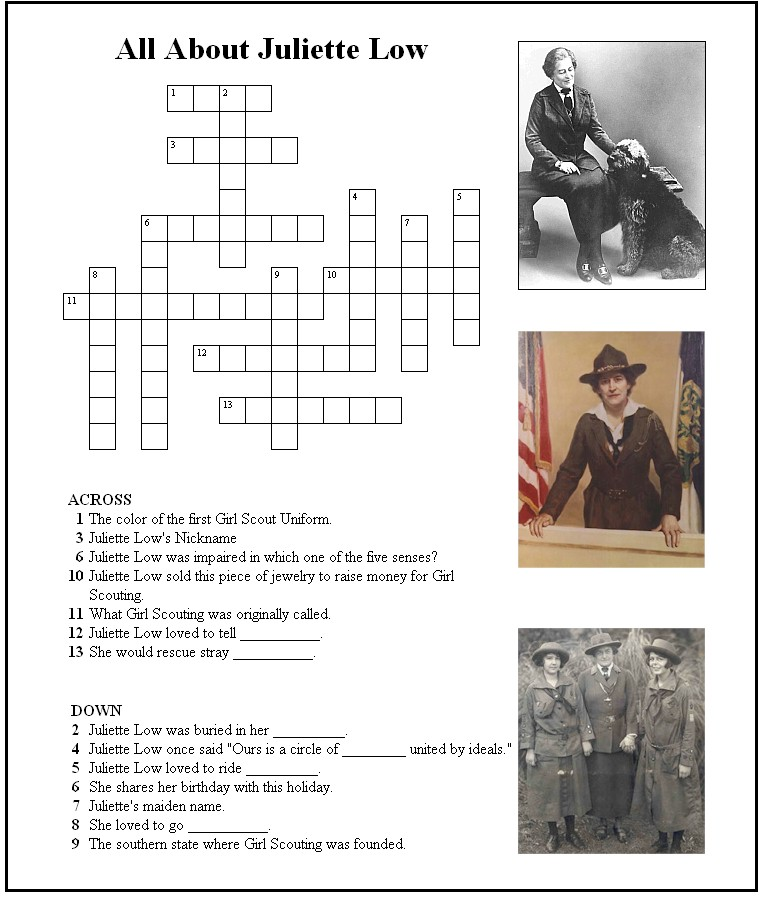 All About Juliette Low
1 2
3
4 5
6 7
8 9 10
11
12
13
ACROSS
1 The color of the first Girl Scout Uniform.
3 Juliette Low's Nickname
6 Juliette Low was impaired in which one of the five senses?
10 Juliette Low sold this piece of jewelry to raise money for Girl
Scouting.
11 What Girl Scouting was originally called.
12 Juliette Low loved to tell ___________.
13 She would rescue stray ___________.
DOWN
2 Juliette Low was buried in her __________.
4 Juliette Low once said "Ours is a circle of _________ united by ideals."
5 Juliette Low loved to ride __________.
6 She shares her birthday with this holiday.
7 Juliette's maiden name.
8 She loved to go ___________.
9 The southern state where Girl Scouting was founded.